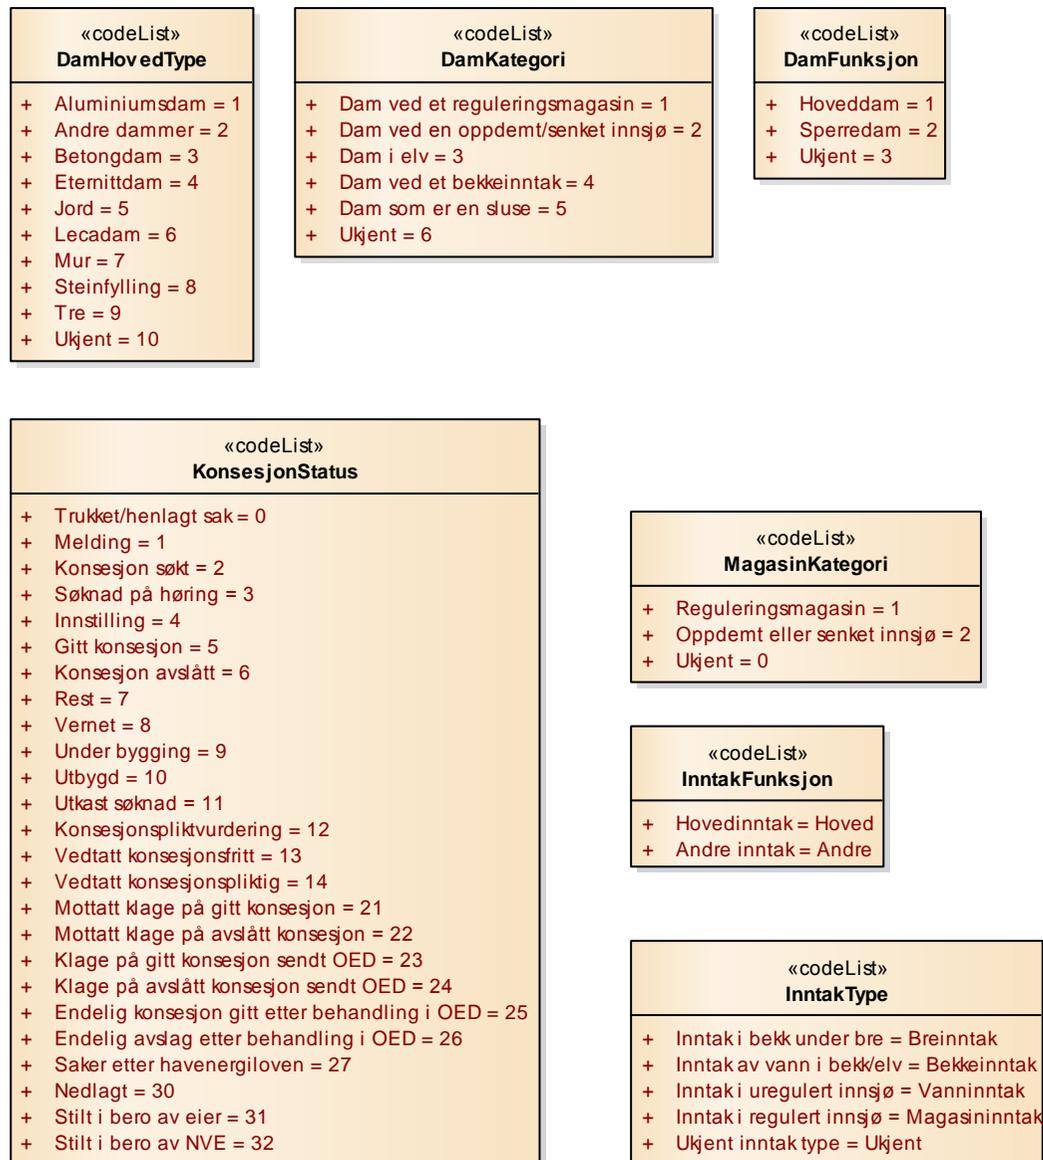 «codeList»
DamHovedType
+ Aluminiumsdam = 1
+ Andre dammer = 2
+ Betongdam = 3
+ Eternittdam = 4
+ Jord = 5
+ Lecadam = 6
+ Mur = 7
+ Steinfylling = 8
+ Tre = 9
+ Ukjent = 10
«codeList»
DamKategori
+ Dam ved et reguleringsmagasin = 1
+ Dam ved en oppdemt/senket innsjø = 2
+ Dam i elv = 3
+ Dam ved et bekkeinntak = 4
+ Dam som er en sluse = 5
+ Ukjent = 6
«codeList»
DamFunksjon
+ Hoveddam = 1
+ Sperredam = 2
+ Ukjent = 3
«codeList»
KonsesjonStatus
+ Trukket/henlagt sak = 0
+ Melding = 1
+ Konsesjon søkt = 2
+ Søknad på høring = 3
+ Innstilling = 4
+ Gitt konsesjon = 5
+ Konsesjon avslått = 6
+ Rest = 7
+ Vernet = 8
+ Under bygging = 9
+ Utbygd = 10
+ Utkast søknad = 11
+ Konsesjonspliktvurdering = 12
+ Vedtatt konsesjonsfritt = 13
+ Vedtatt konsesjonspliktig = 14
+ Mottatt klage på gitt konsesjon = 21
+ Mottatt klage på avslått konsesjon = 22
+ Klage på gitt konsesjon sendt OED = 23
+ Klage på avslått konsesjon sendt OED = 24
+ Endelig konsesjon gitt etter behandling i OED = 25
+ Endelig avslag etter behandling i OED = 26
+ Saker etter havenergiloven = 27
+ Nedlagt = 30
+ Stilt i bero av eier = 31
+ Stilt i bero av NVE = 32
«codeList»
MagasinKategori
+ Reguleringsmagasin = 1
+ Oppdemt eller senket innsjø = 2
+ Ukjent = 0
«codeList»
InntakFunksjon
+ Hovedinntak = Hoved
+ Andre inntak = Andre
«codeList»
InntakType
+ Inntak i bekk under bre = Breinntak
+ Inntak av vann i bekk/elv = Bekkeinntak
+ Inntak i uregulert innsjø = Vanninntak
+ Inntak i regulert innsjø = Magasininntak
+ Ukjent inntak type = Ukjent